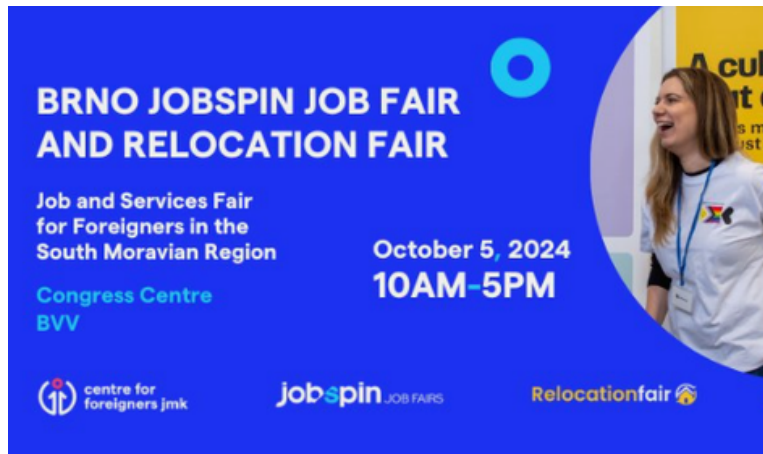 BRNO JOBSPIN JOB FAIR
AND RELOCATION FAIR
Job and Services Fair
for Foreigners in the
South Moravian Region
Congress Centre
BVV
October 5, 2024
10AM-5PM
A
centre for
foreigners jmk
jobspin JOB FAIRS
Relocationfair